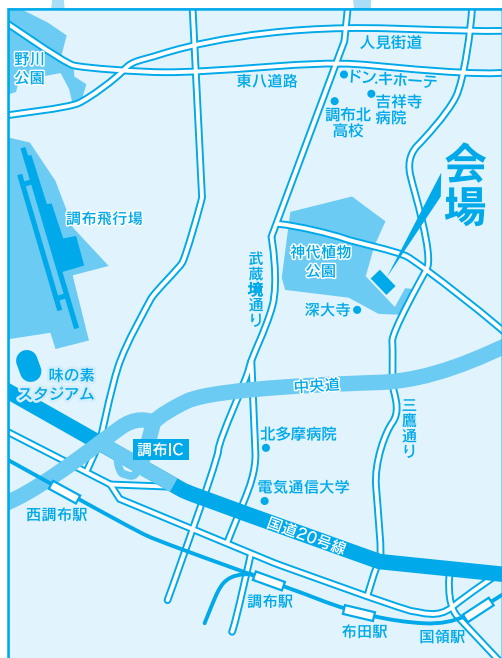 野川
公園
人見街道
東八道路
ドン.キホーテ
吉祥寺
病院
調布北
高校
会場
調布飛行場
武蔵境通り
神代植物
公園
深大寺
味の素
スタジアム
中央道
三鷹通り
調布IC
北多摩病院
電気通信大学
国道20号線
西調布駅
調布駅
布田駅
国領駅